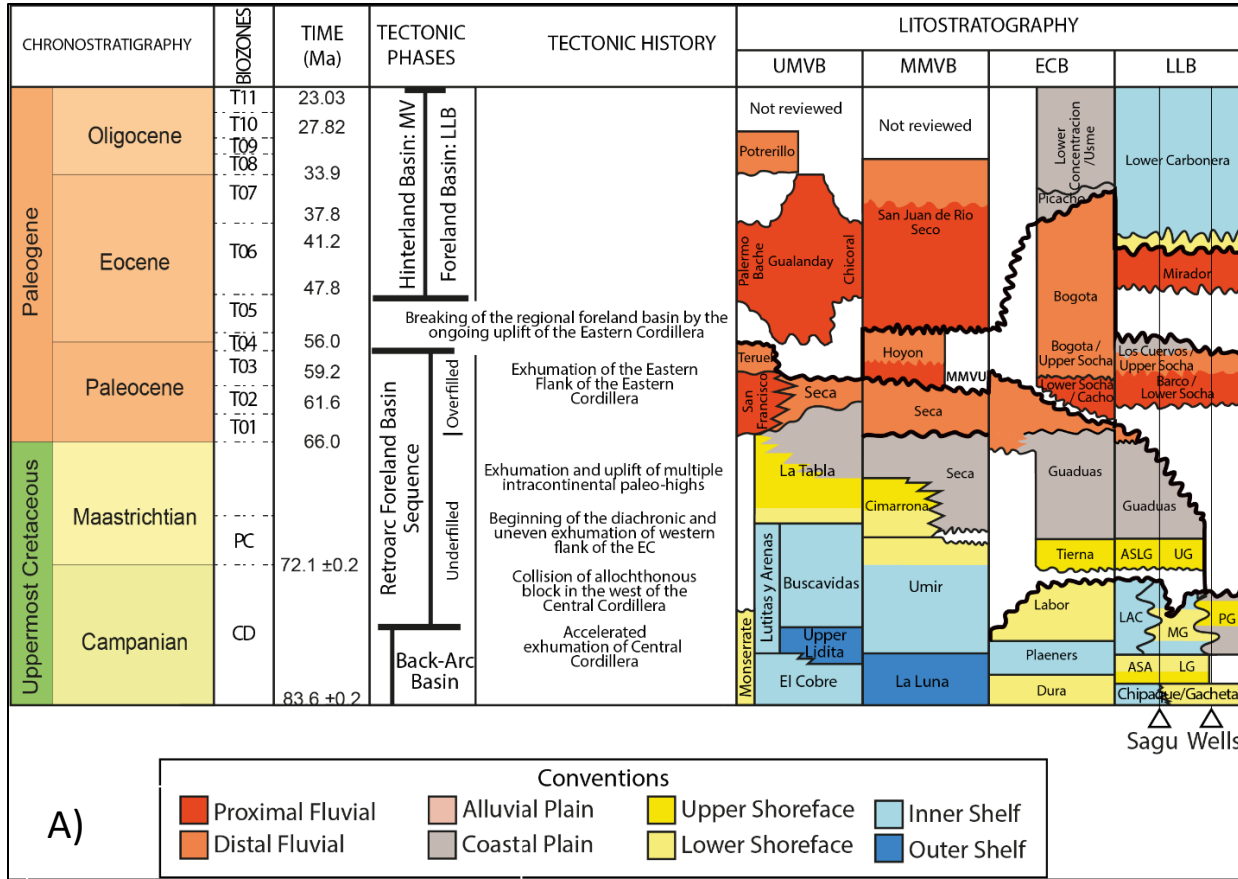 CHRONOSTRATIGRAPHY
BIOZONES
TIME
(Ma)
TECTONIC
PHASES
TECTONIC HISTORY
LITOSTRATOGRAPHY
UMVB
MMVB
ECB
LLB
Paleogene
Oligocene
Eocene
Paleocene
Uppermost Cretaceous
Maastrichtian
Campanian
T11
T10
T09
T08
T07
T06
T05
T04
T03
T02
T01
PC
CD
23.03
27.82
33.9
37.8
41.2
47.8
56.0
59.2
61.6
66.0
72.1 ±0.2
83.6 ±0.2
Hinterland Basin: MV
Foreland Basin: LLB
Retroarc Foreland Basin
Sequence
Overfilled
Underfilled
Back-Arc
Basin
Breaking of the regional foreland basin by the
ongoing uplift of the Eastern Cordillera
Exhumation of the Eastern
Flank of the Eastern
Cordillera
Exhumation and uplift of multiple
intracontinental paleo-highs
Beginning of the diachronic and
uneven exhumation of western
flank of the EC
Collision of allochthonous
block in the west of the
Central Cordillera
Accelerated
exhumation of Central
Cordillera
Not reviewed
Potrerillo
Palermo
Bache
Gualanday
Chicoral
Teruel
San
Francisco
Seca
La Tabla
Lutitas y Arenas
Buscavidas
Upper
Lidita
Monserrate
El Cobre
Not reviewed
San Juan de Rio
Seco
Hoyon
MMVU
Seca
Seca
Cimarrona
Umir
La Luna
Lower
Concentracion
/Usme
Picacho
Bogota
Bogota /
Upper Socha
Lower Socha
/ Cacho
Guaduas
Tierna
Labor
Plaeners
Dura
Lower Carbonera
Mirador
Los Cuervos /
Upper Socha
Barco /
Lower Socha
Guaduas
ASLG
UG
LAC
MG
PG
ASA
LG
Chipaque/Gacheta
Sagu Wells
A)
Conventions
Proximal Fluvial
Alluvial Plain
Upper Shoreface
Inner Shelf
Distal Fluvial
Coastal Plain
Lower Shoreface
Outer Shelf